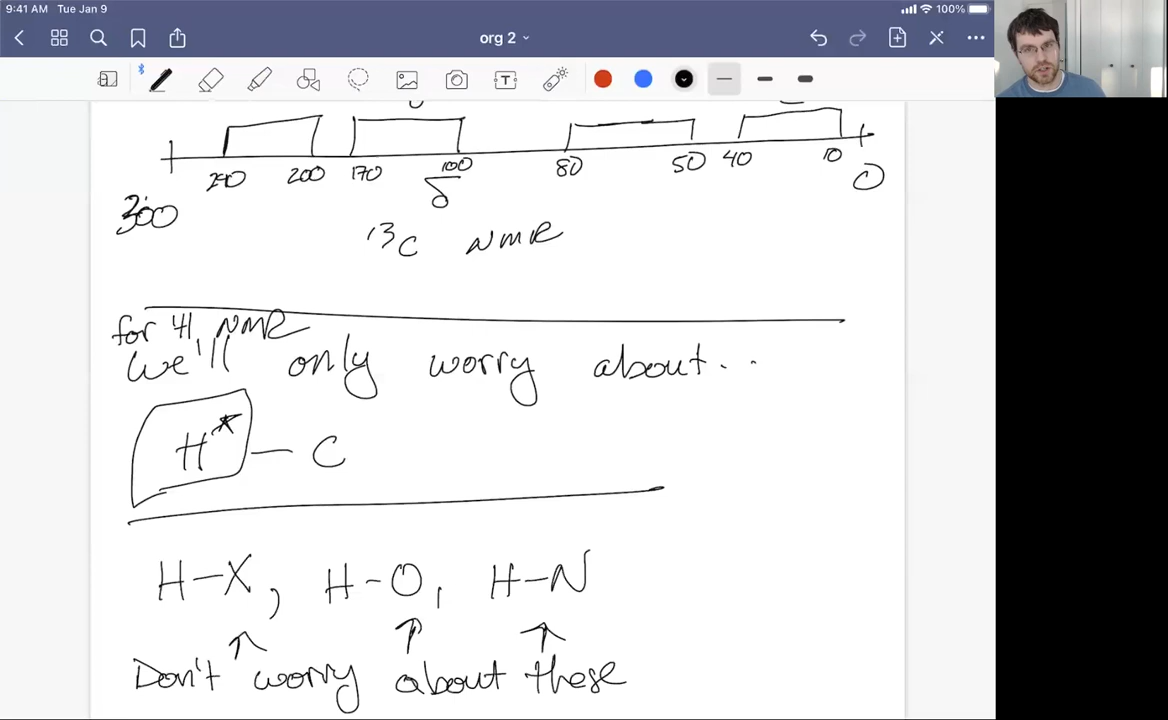 9:41 AM Tue Jan 9
100%
org 2
T
240 200 170 100 80 50 40 10 0
300 δ
13C NMR
for 1H NMR
We'll only worry about...
H* — C
H–X, H–O, H–N
Don't worry about these